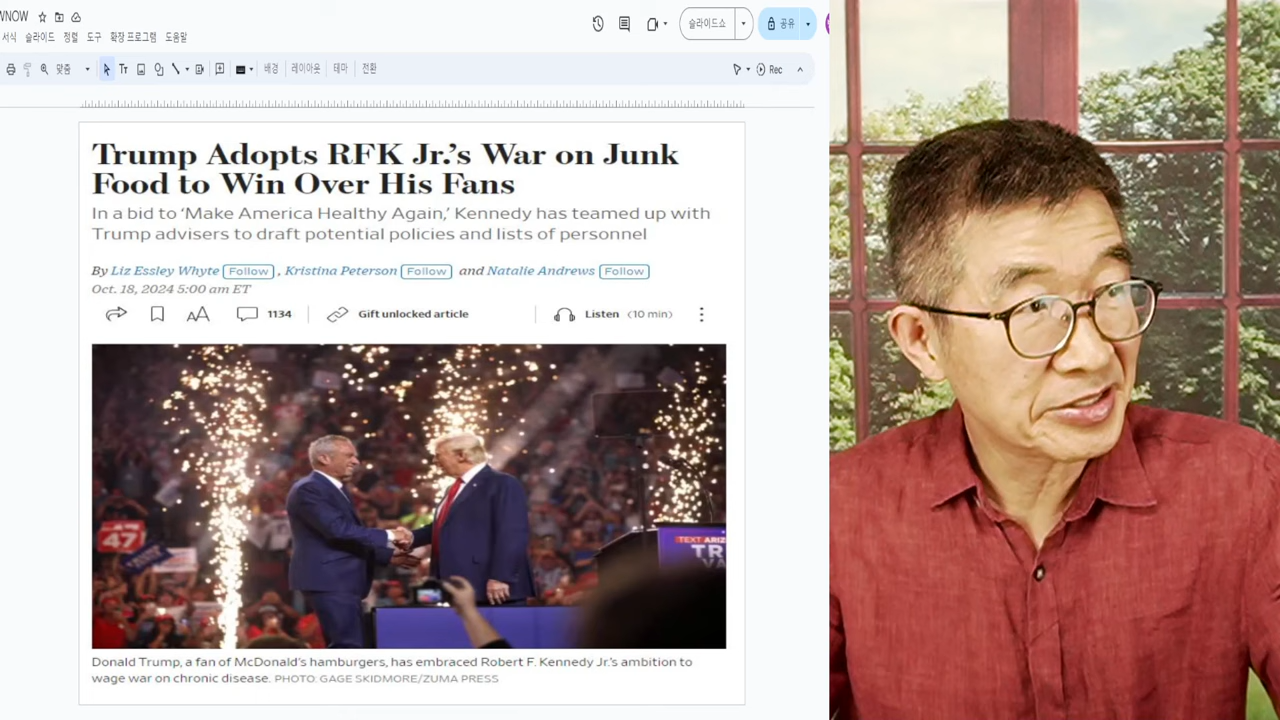 WNOW
서식 슬라이드 정렬 도구 확장 프로그램 도움말
슬라이드쇼
공유
맞춤
Tт
배경 레이아웃 테마 전환
Rec
Trump Adopts RFK Jr.'s War on Junk
Food to Win Over His Fans
In a bid to 'Make America Healthy Again,' Kennedy has teamed up with
Trump advisers to draft potential policies and lists of personnel
By Liz Essley Whyte Follow , Kristina Peterson Follow and Natalie Andrews Follow
Oct. 18, 2024 5:00 am ET
AA 1134 Gift unlocked article Listen (10 min)
47
TEXT ARIZ
TR
VA
Donald Trump, a fan of McDonald's hamburgers, has embraced Robert F. Kennedy Jr.'s ambition to
wage war on chronic disease. PHOTO: GAGE SKIDMORE/ZUMA PRESS